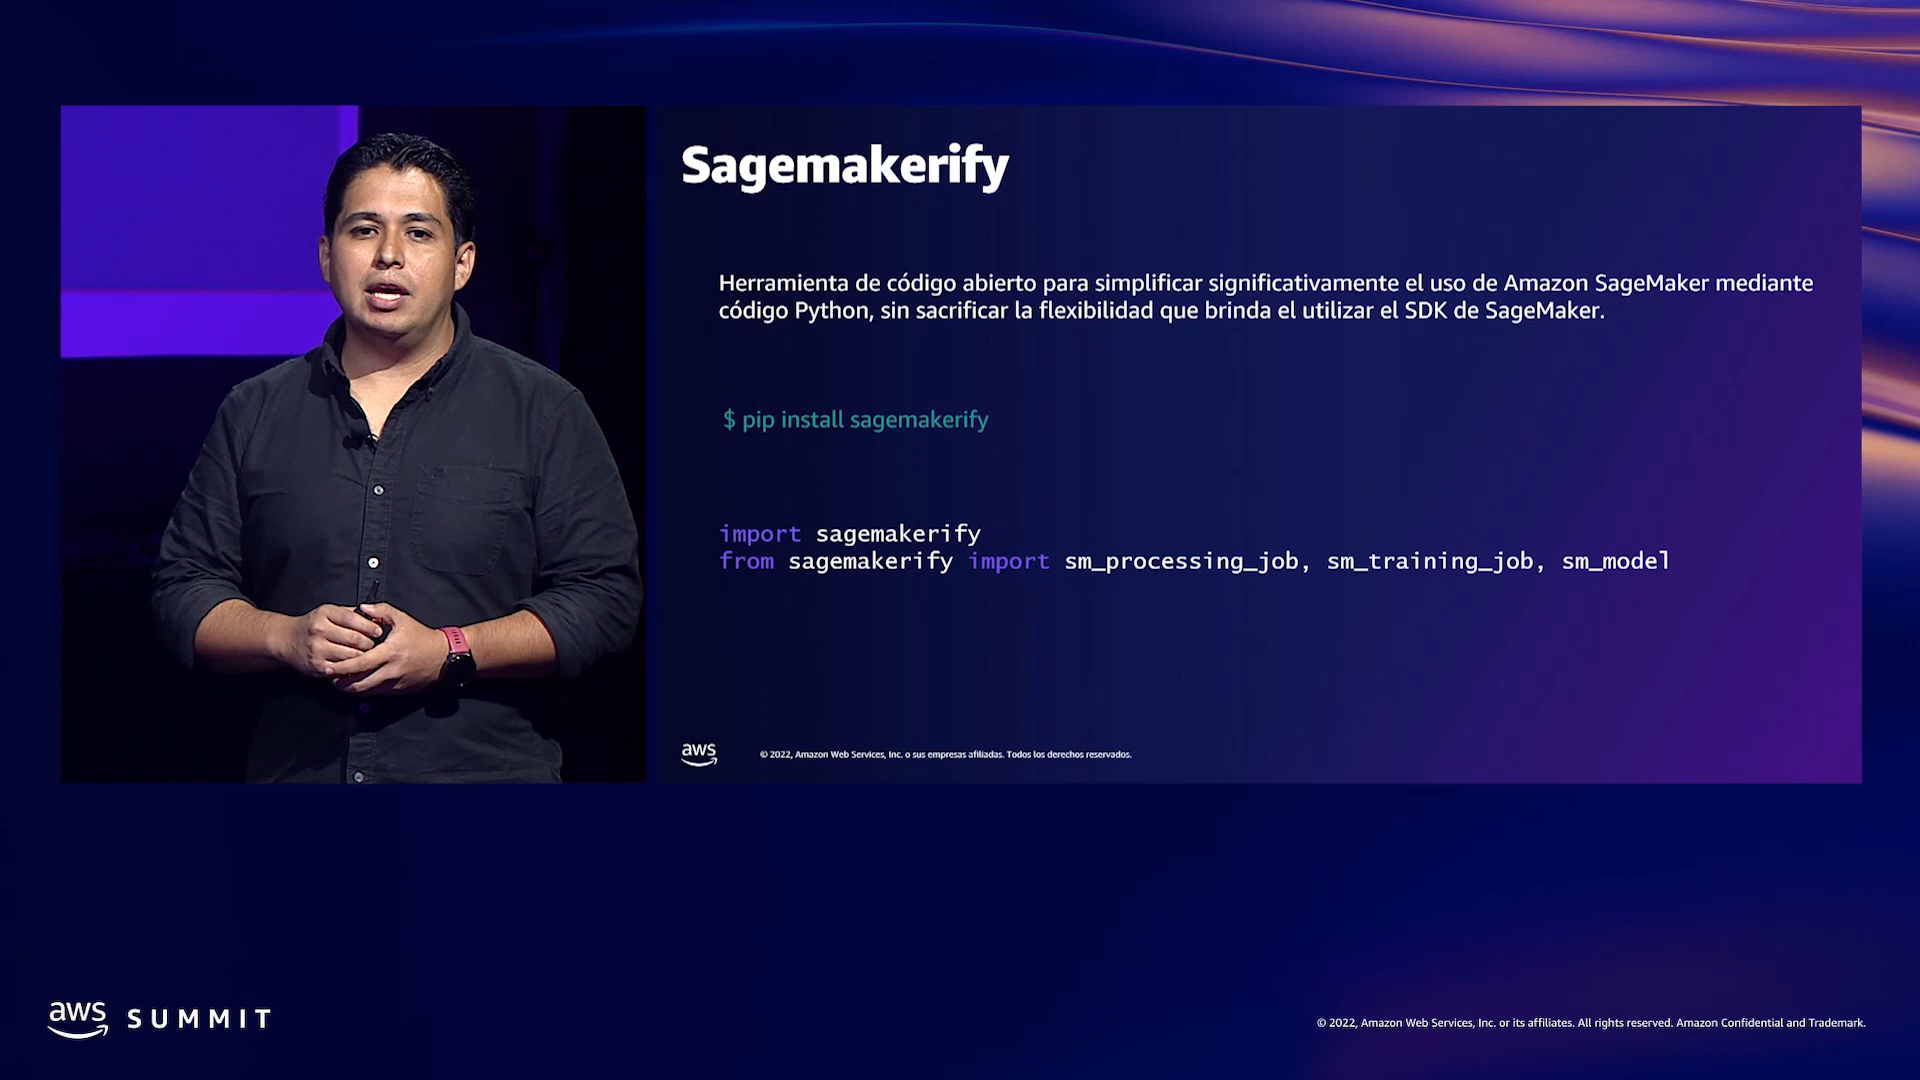 Sagemakerify
Herramienta de código abierto para simplificar significativamente el uso de Amazon SageMaker mediante
código Python, sin sacrificar la flexibilidad que brinda el utilizar el SDK de SageMaker.
$ pip install sagemakerify
import sagemakerify
from sagemakerify import sm_processing_job, sm_training_job, sm_model
aws
© 2022, Amazon Web Services, Inc. o sus empresas afiliadas. Todos los derechos reservados.
aws SUMMIT
© 2022, Amazon Web Services, Inc. or its affiliates. All rights reserved. Amazon Confidential and Trademark.